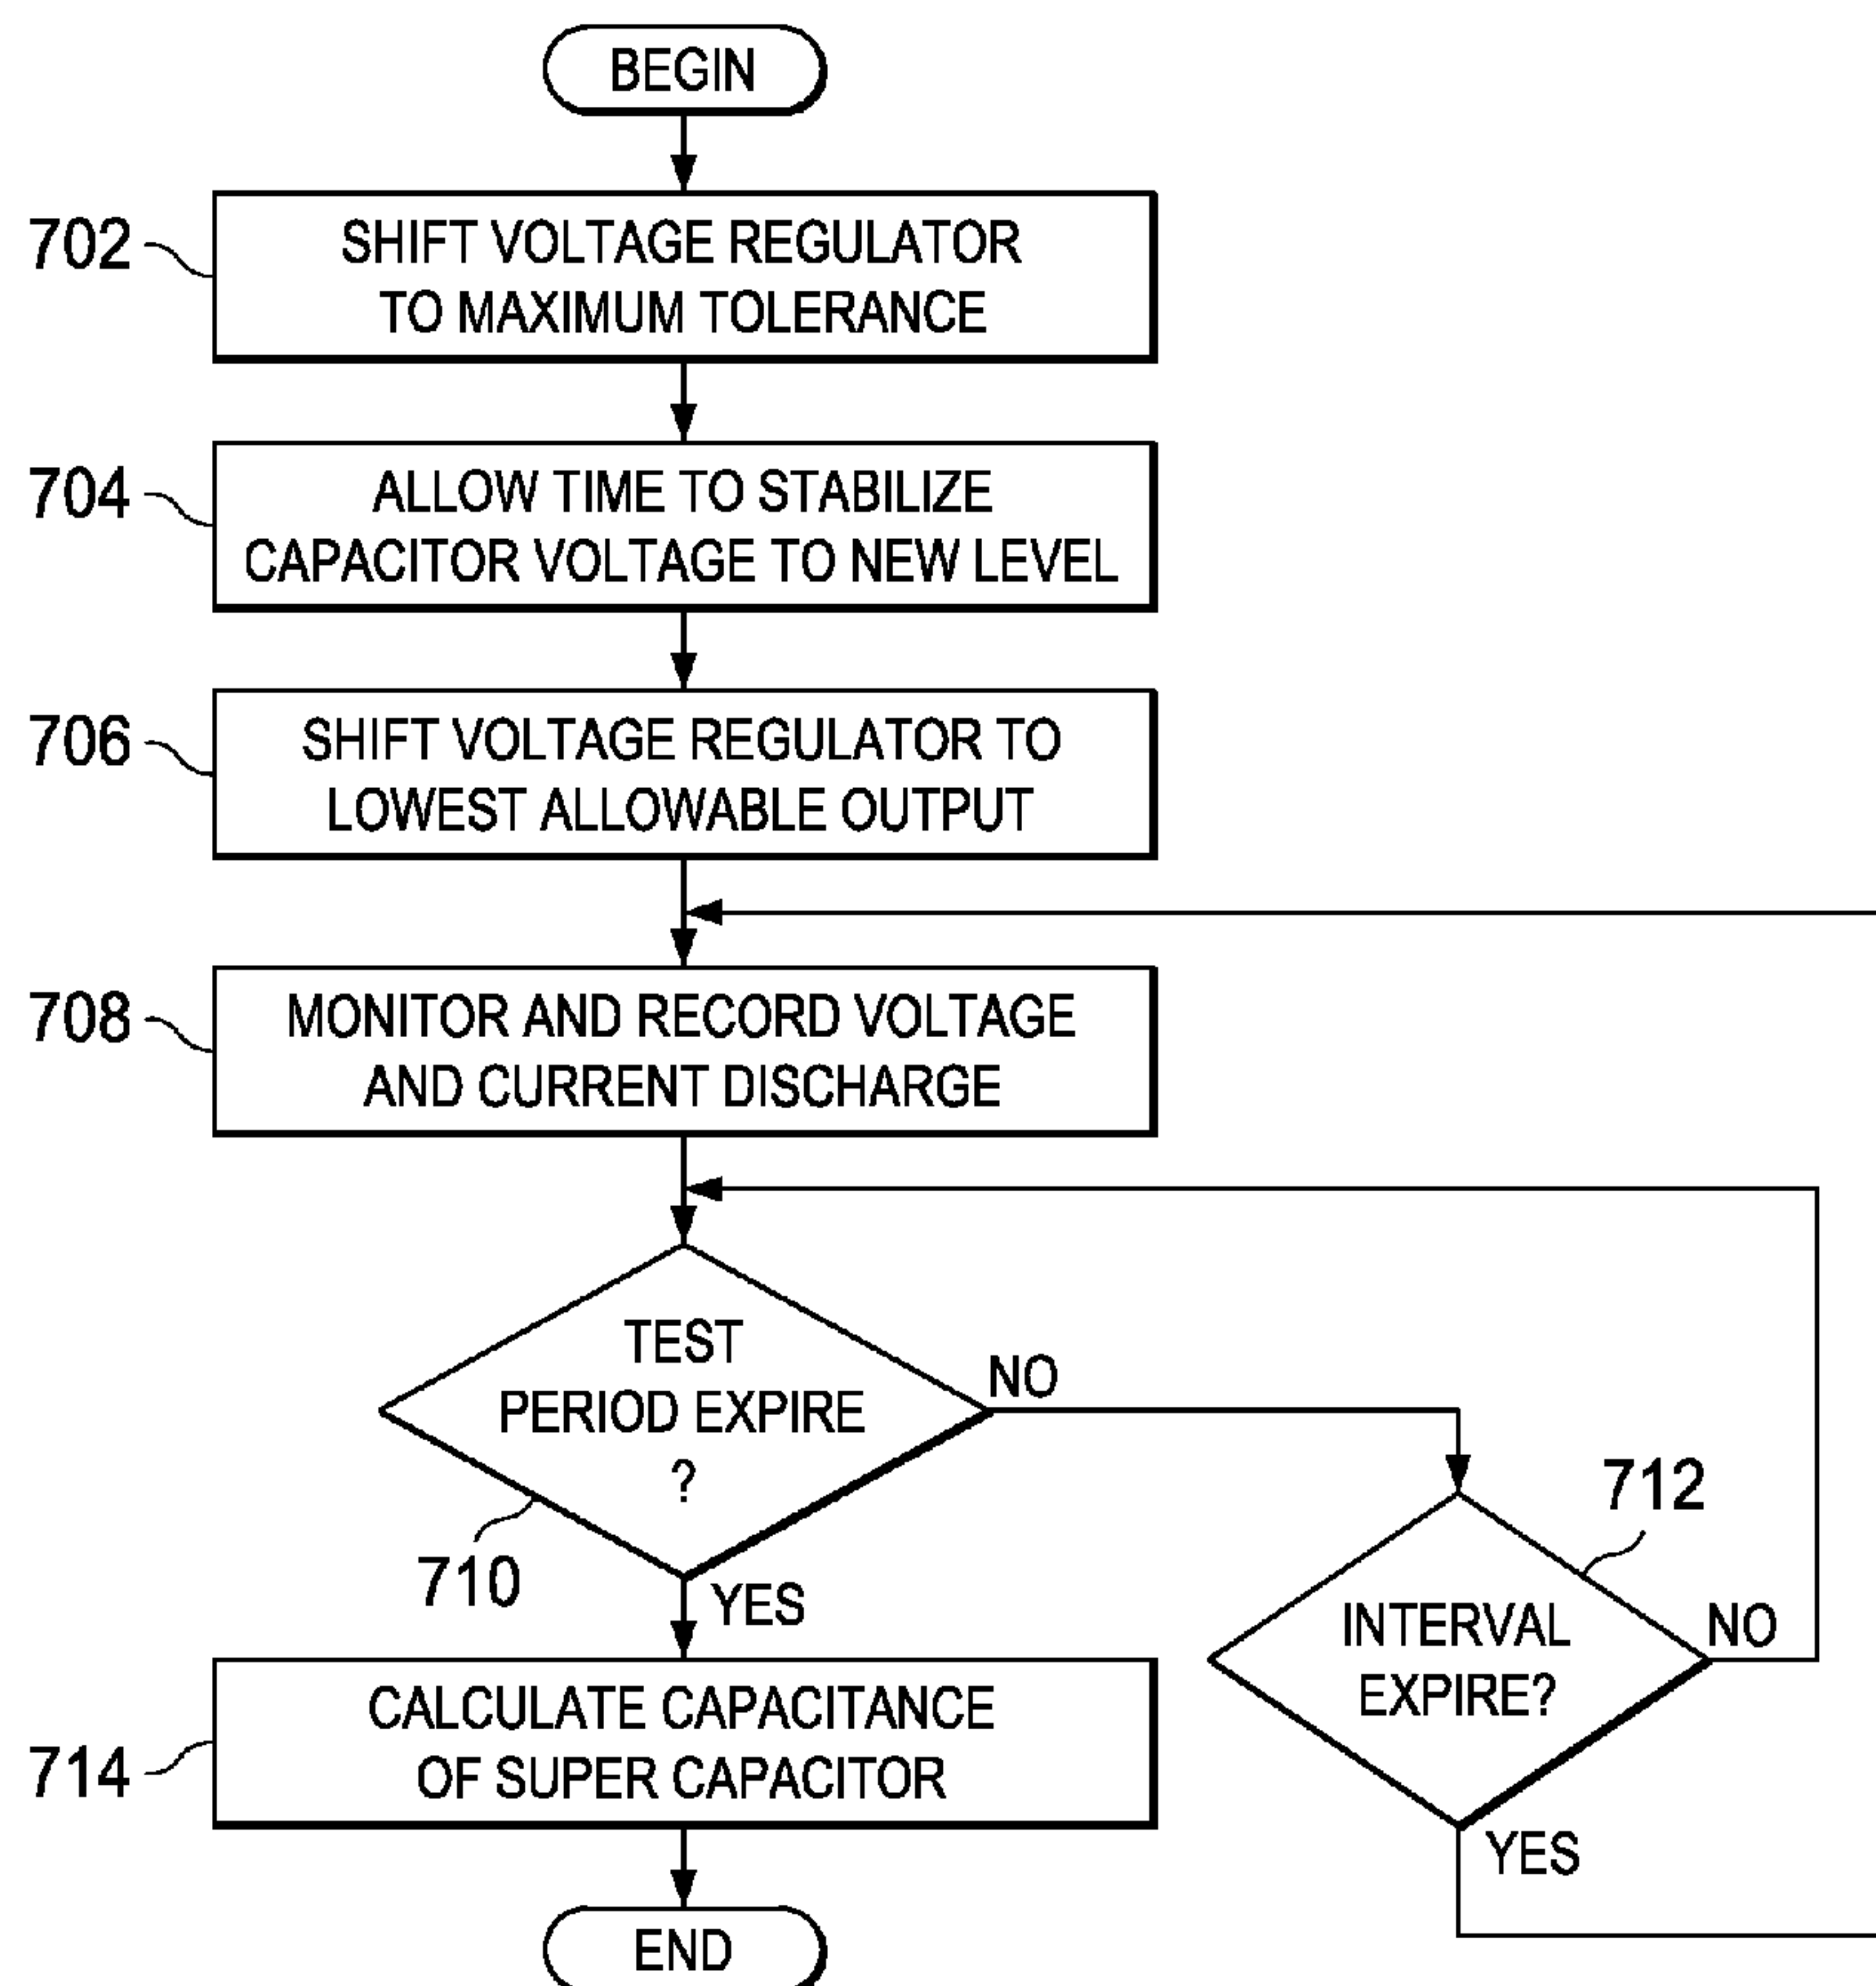 BEGIN
702
SHIFT VOLTAGE REGULATOR
TO MAXIMUM TOLERANCE
704
ALLOW TIME TO STABILIZE
CAPACITOR VOLTAGE TO NEW LEVEL
706
SHIFT VOLTAGE REGULATOR TO
LOWEST ALLOWABLE OUTPUT
708
MONITOR AND RECORD VOLTAGE
AND CURRENT DISCHARGE
TEST
PERIOD EXPIRE
?
NO
710
YES
712
INTERVAL
EXPIRE?
NO
YES
714
CALCULATE CAPACITANCE
OF SUPER CAPACITOR
END